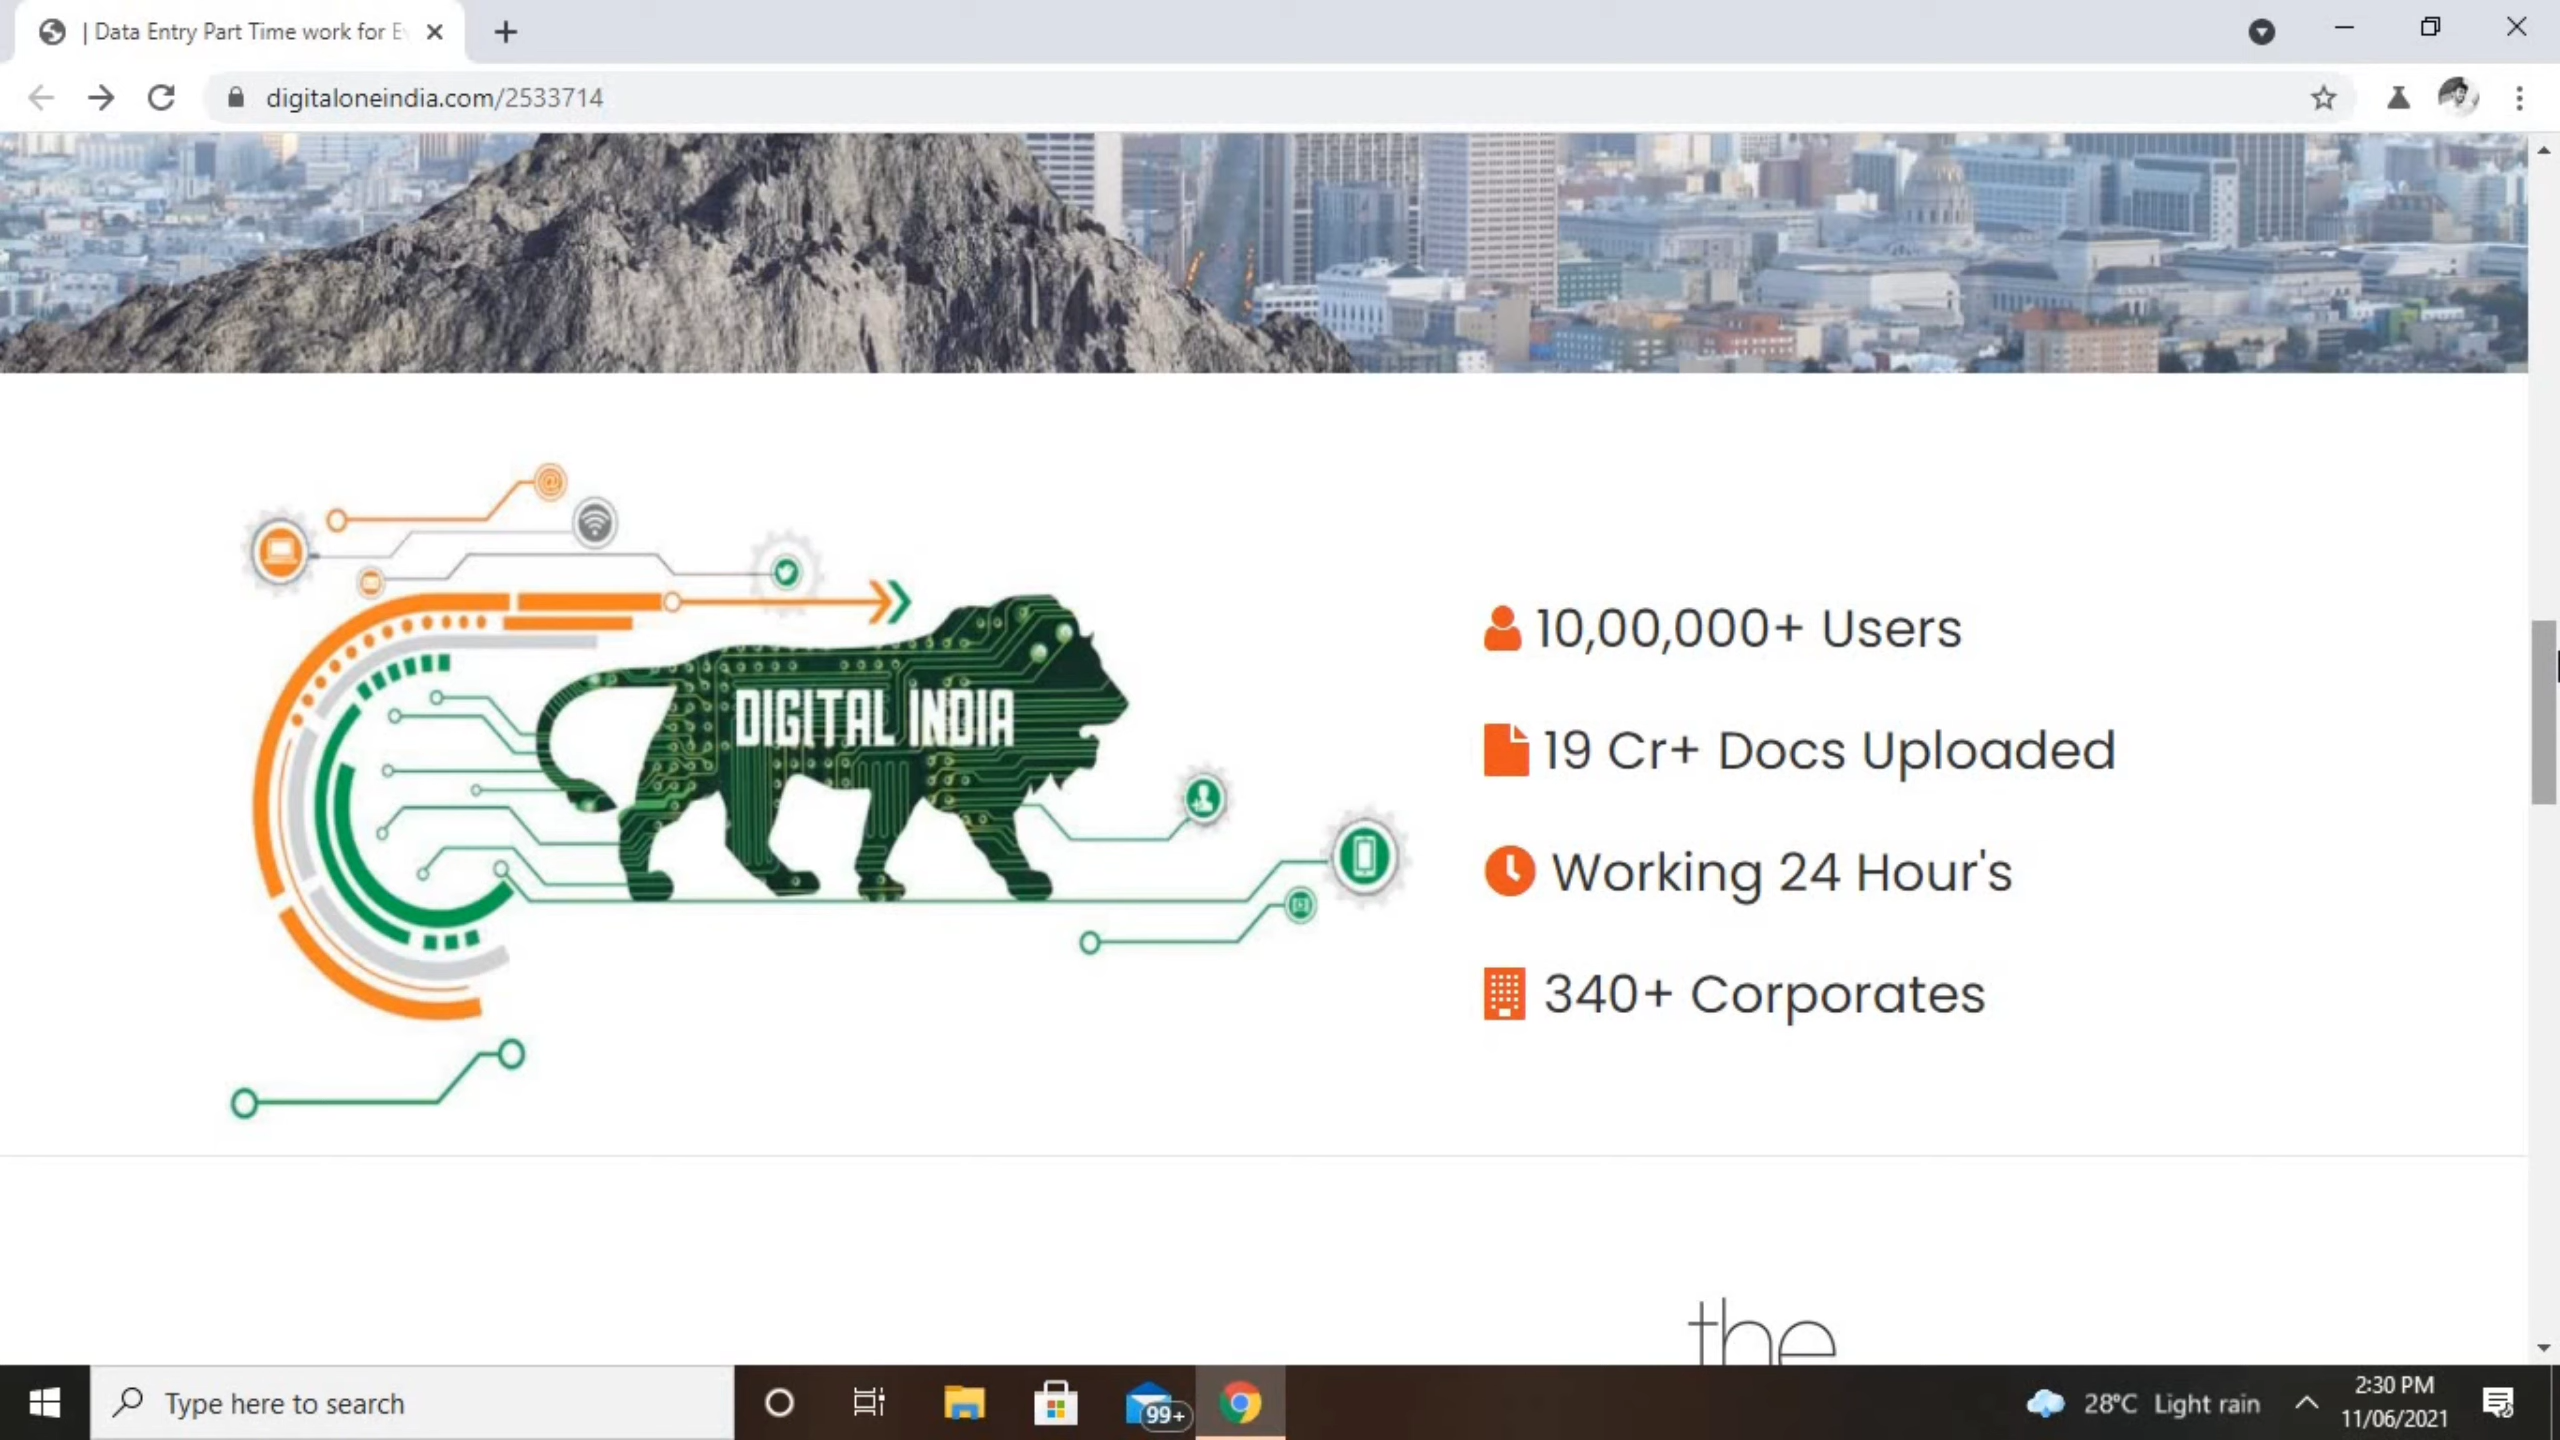 | Data Entry Part Time work for E
digitaloneindia.com/2533714
DIGITAL INDIA
10,00,000+ Users
19 Cr+ Docs Uploaded
Working 24 Hour's
340+ Corporates
the
Type here to search
99+
28°C Light rain
2:30 PM
11/06/2021